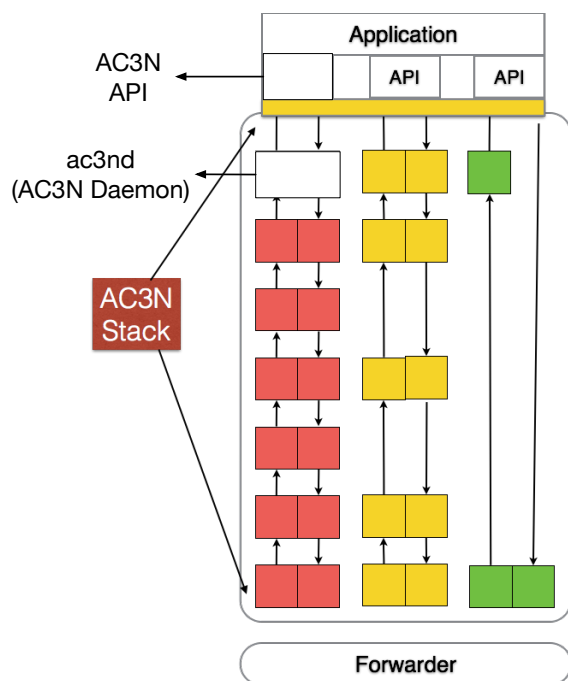 Application
AC3N
API
API
API
ac3nd
(AC3N Daemon)
AC3N
Stack
Forwarder